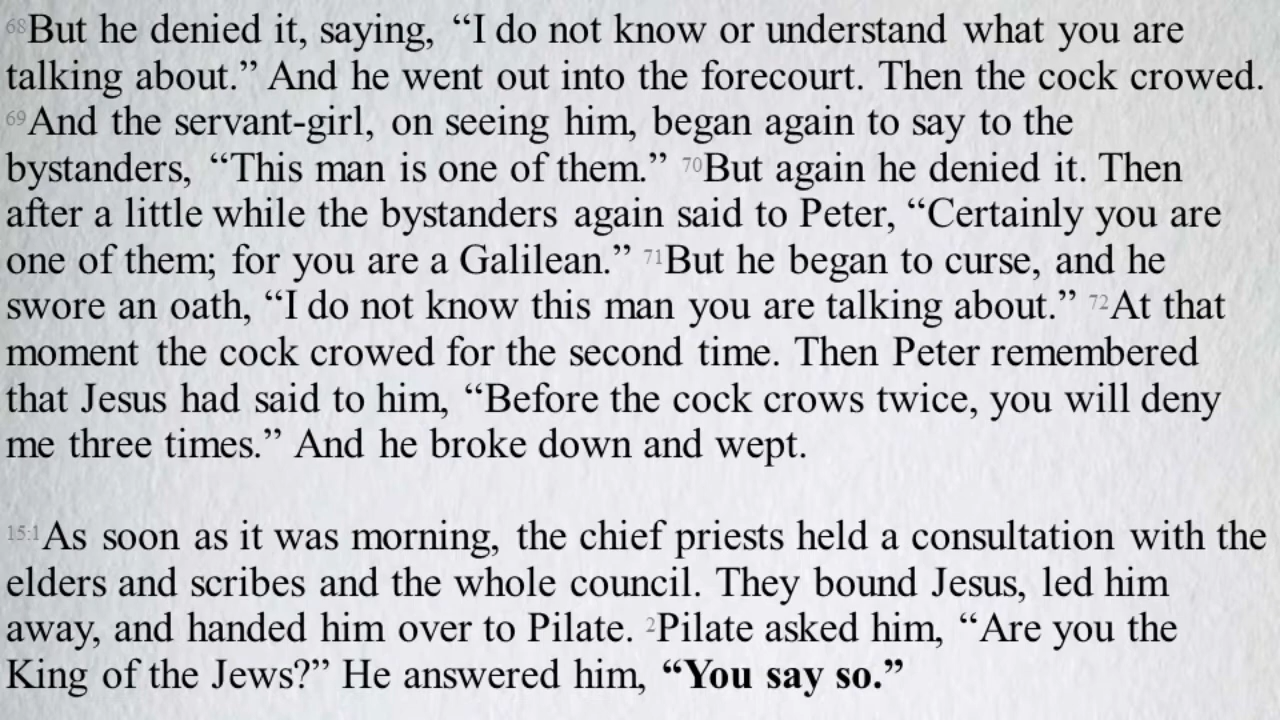 68But he denied it, saying, “I do not know or understand what you are
talking about.” And he went out into the forecourt. Then the cock crowed.
69And the servant-girl, on seeing him, began again to say to the
bystanders, “This man is one of them.” 70But again he denied it. Then
after a little while the bystanders again said to Peter, “Certainly you are
one of them; for you are a Galilean.” 71But he began to curse, and he
swore an oath, “I do not know this man you are talking about.” 72At that
moment the cock crowed for the second time. Then Peter remembered
that Jesus had said to him, “Before the cock crows twice, you will deny
me three times.” And he broke down and wept.
15:1As soon as it was morning, the chief priests held a consultation with the
elders and scribes and the whole council. They bound Jesus, led him
away, and handed him over to Pilate. 2Pilate asked him, “Are you the
King of the Jews?” He answered him, “You say so.”